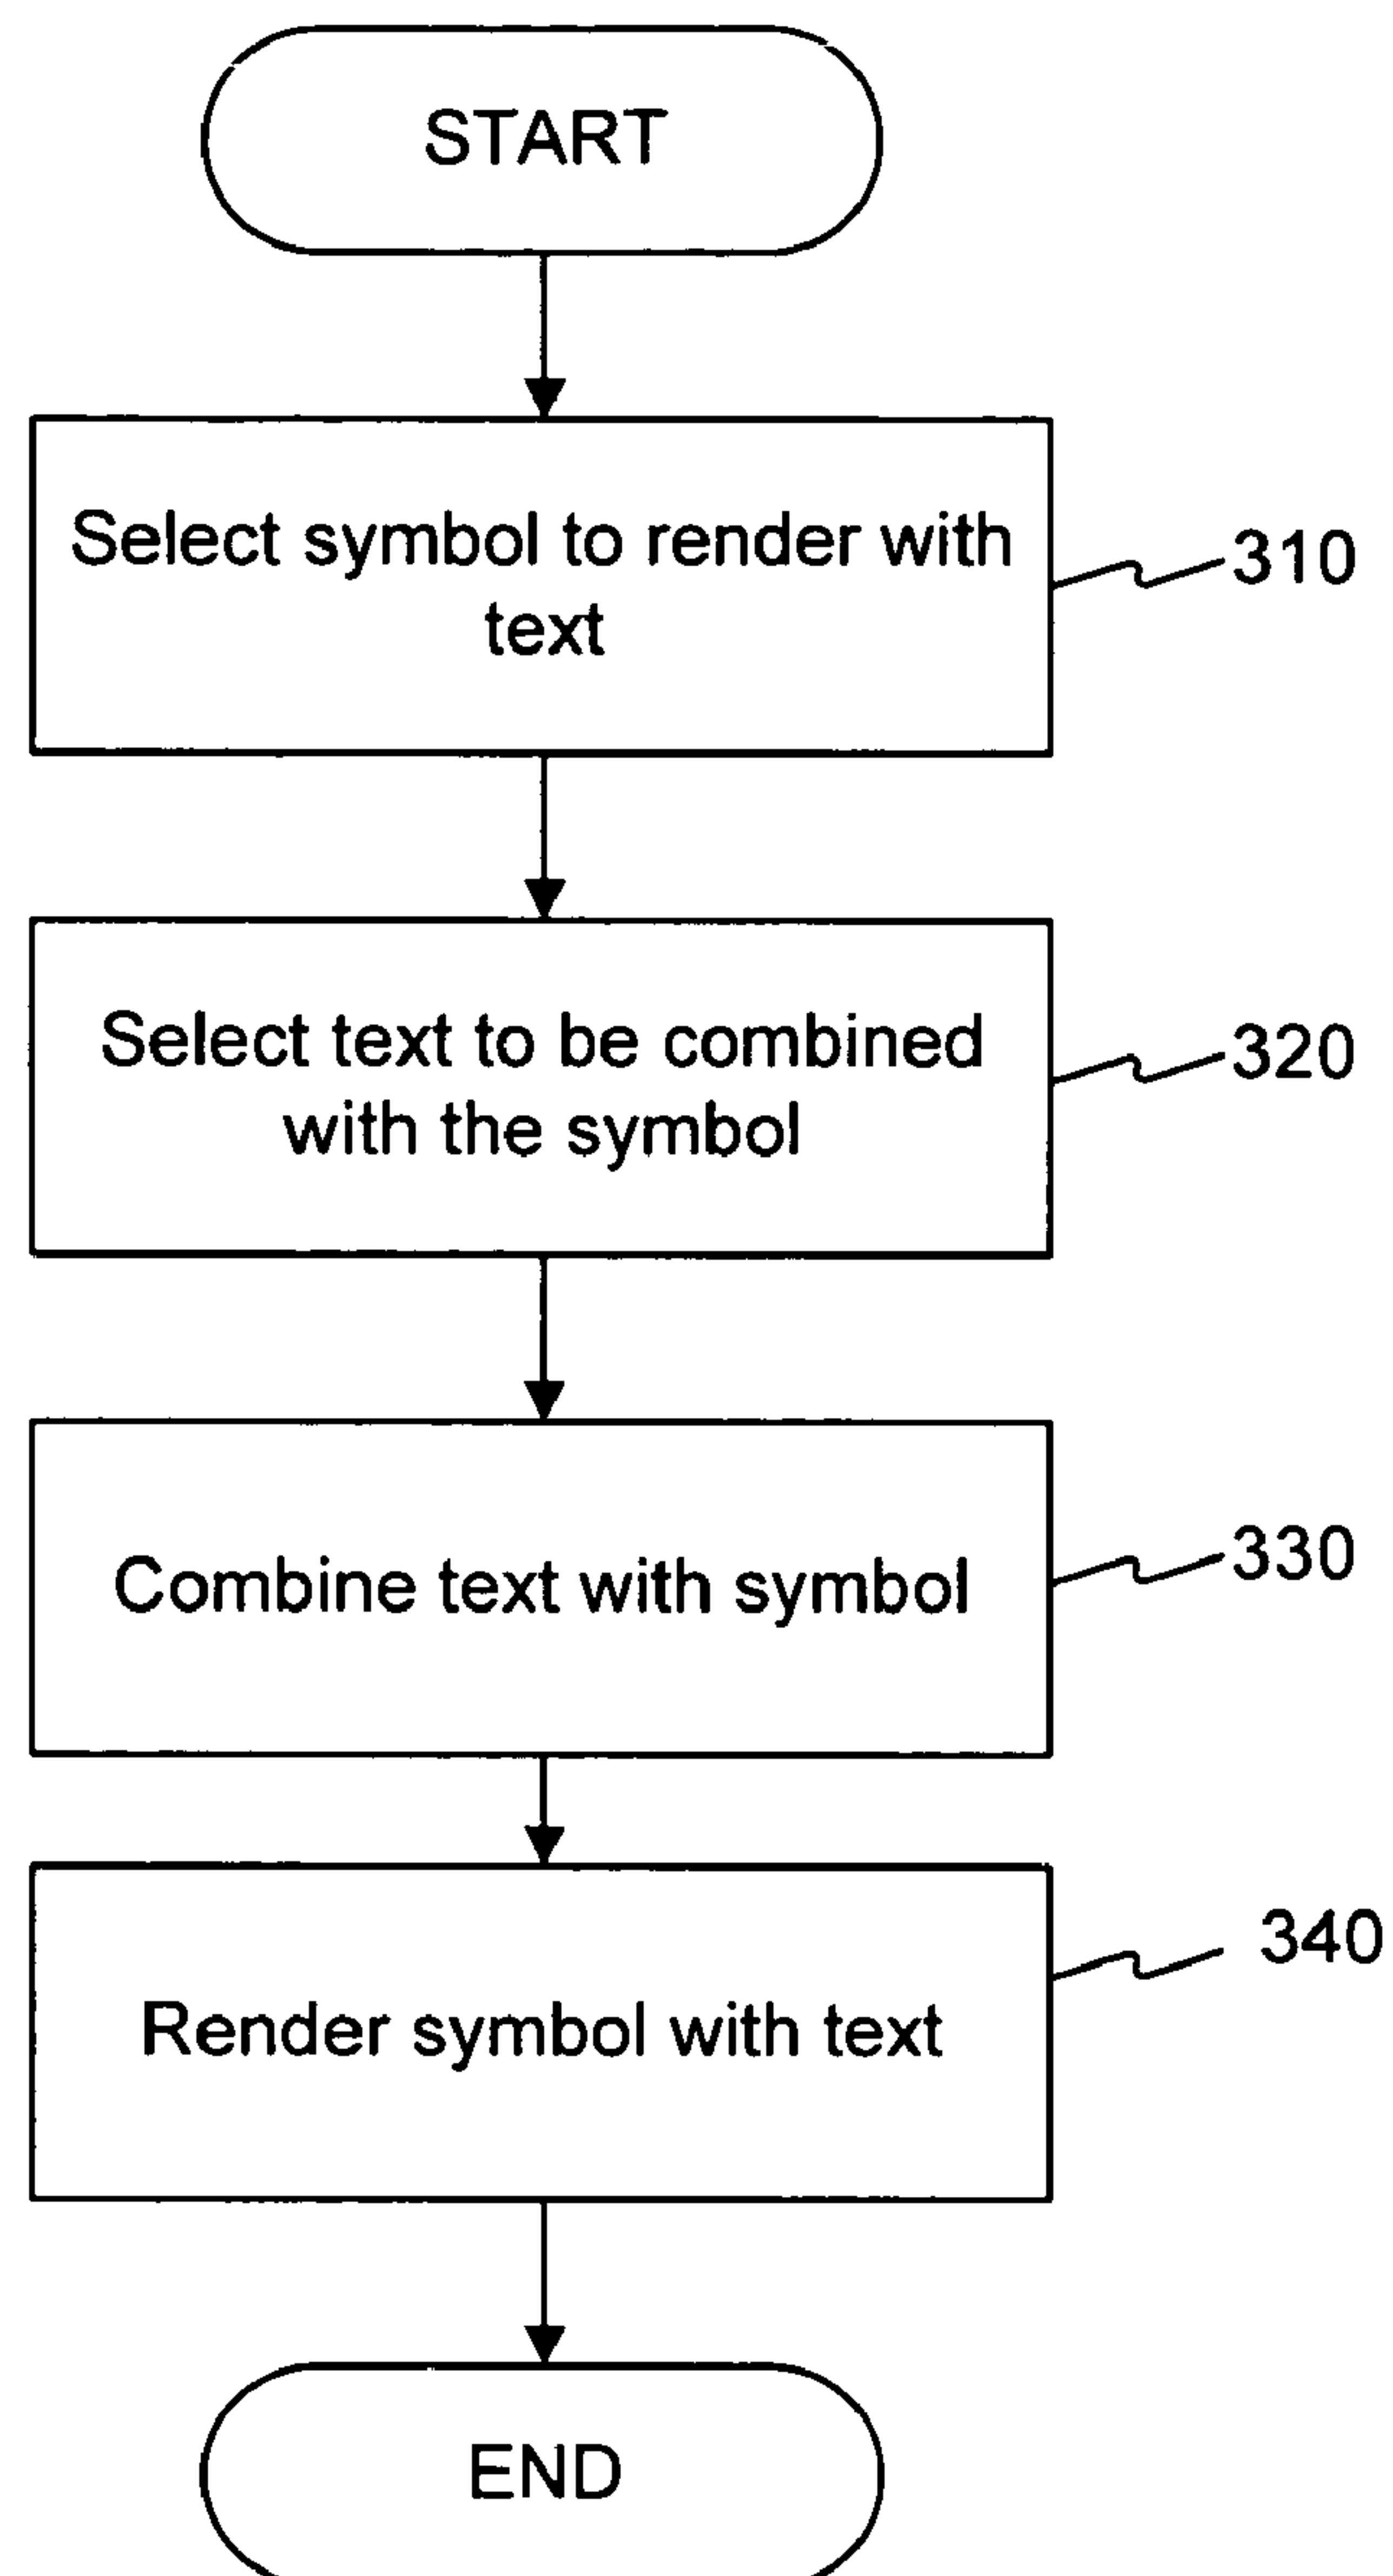 START
Select symbol to render with
text
310
Select text to be combined
with the symbol
320
Combine text with symbol
330
Render symbol with text
340
END